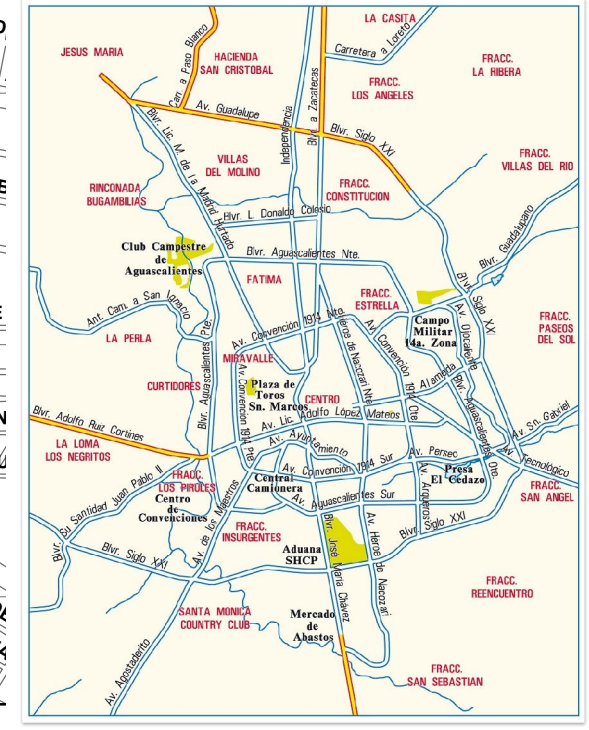 LA CASITA
Carretera a Loreto
JESUS MARIA
Carr. a Paso Blanco
HACIENDA
SAN CRISTOBAL
FRACC.
LA RIBERA
FRACC.
LOS ANGELES
Av. Guadalupe
Independencia
Blvr. a Zacatecas
Blvr. Siglo XXI
Blvr. Lic. M. de La Madrid Hurtado
VILLAS
DEL MOLINO
FRACC.
VILLAS DEL RIO
RINCONADA
BUGAMBILIAS
FRACC.
CONSTITUCION
Blvr. L Donaldo Colosio
Blvr. Guadalupano
Club Campestre
de
Aguascalientes
Blvr. Aguascalientes Nte.
FATIMA
Blvr. Siglo XXI
FRACC.
ESTRELLA
Ant. Carr. a San Ignacio
Campo
Militar
14a. Zona
Av. Ojocaliente
FRACC.
PASEOS
DEL SOL
LA PERLA
Av. Convención 1914 Nte.
Héroe de Nacozari Nte.
Av. Convención 1914 Ote.
MIRAVALLE
Blvr. Aguascalientes Pte.
Av. Convención 1914 Pte.
CURTIDORES
Plaza de
Toros
Sn. Marcos
CENTRO
Alameda
Blvr. Aguascalientes Ote.
Blvr. Adolfo Ruiz Cortines
Av. Lic. Adolfo López Mateos
Av. Sn. Gabriel
LA LOMA
LOS NEGRITOS
Av. Ayuntamiento
Av. Tecnológico
Av. Convención 1914 Sur
Presa
El Cedazo
Blvr. Su Santidad Juan Pablo II
FRACC.
LOS PIROLES
Centro
de
Convenciones
Central
Camionera
Av. Aguascalientes Sur
Av. Arqueros
FRACC.
SAN ANGEL
Av. de los Maestros
FRACC.
INSURGENTES
Blvr. José María Chávez
Av. Héroe de Nacozari
Blvr. Siglo XXI
Blvr. Siglo XXI
Aduana
SHCP
FRACC.
REENCUENTRO
SANTA MONICA
COUNTRY CLUB
Mercado
de
Abastos
Av. Agostaderito
FRACC.
SAN SEBASTIAN